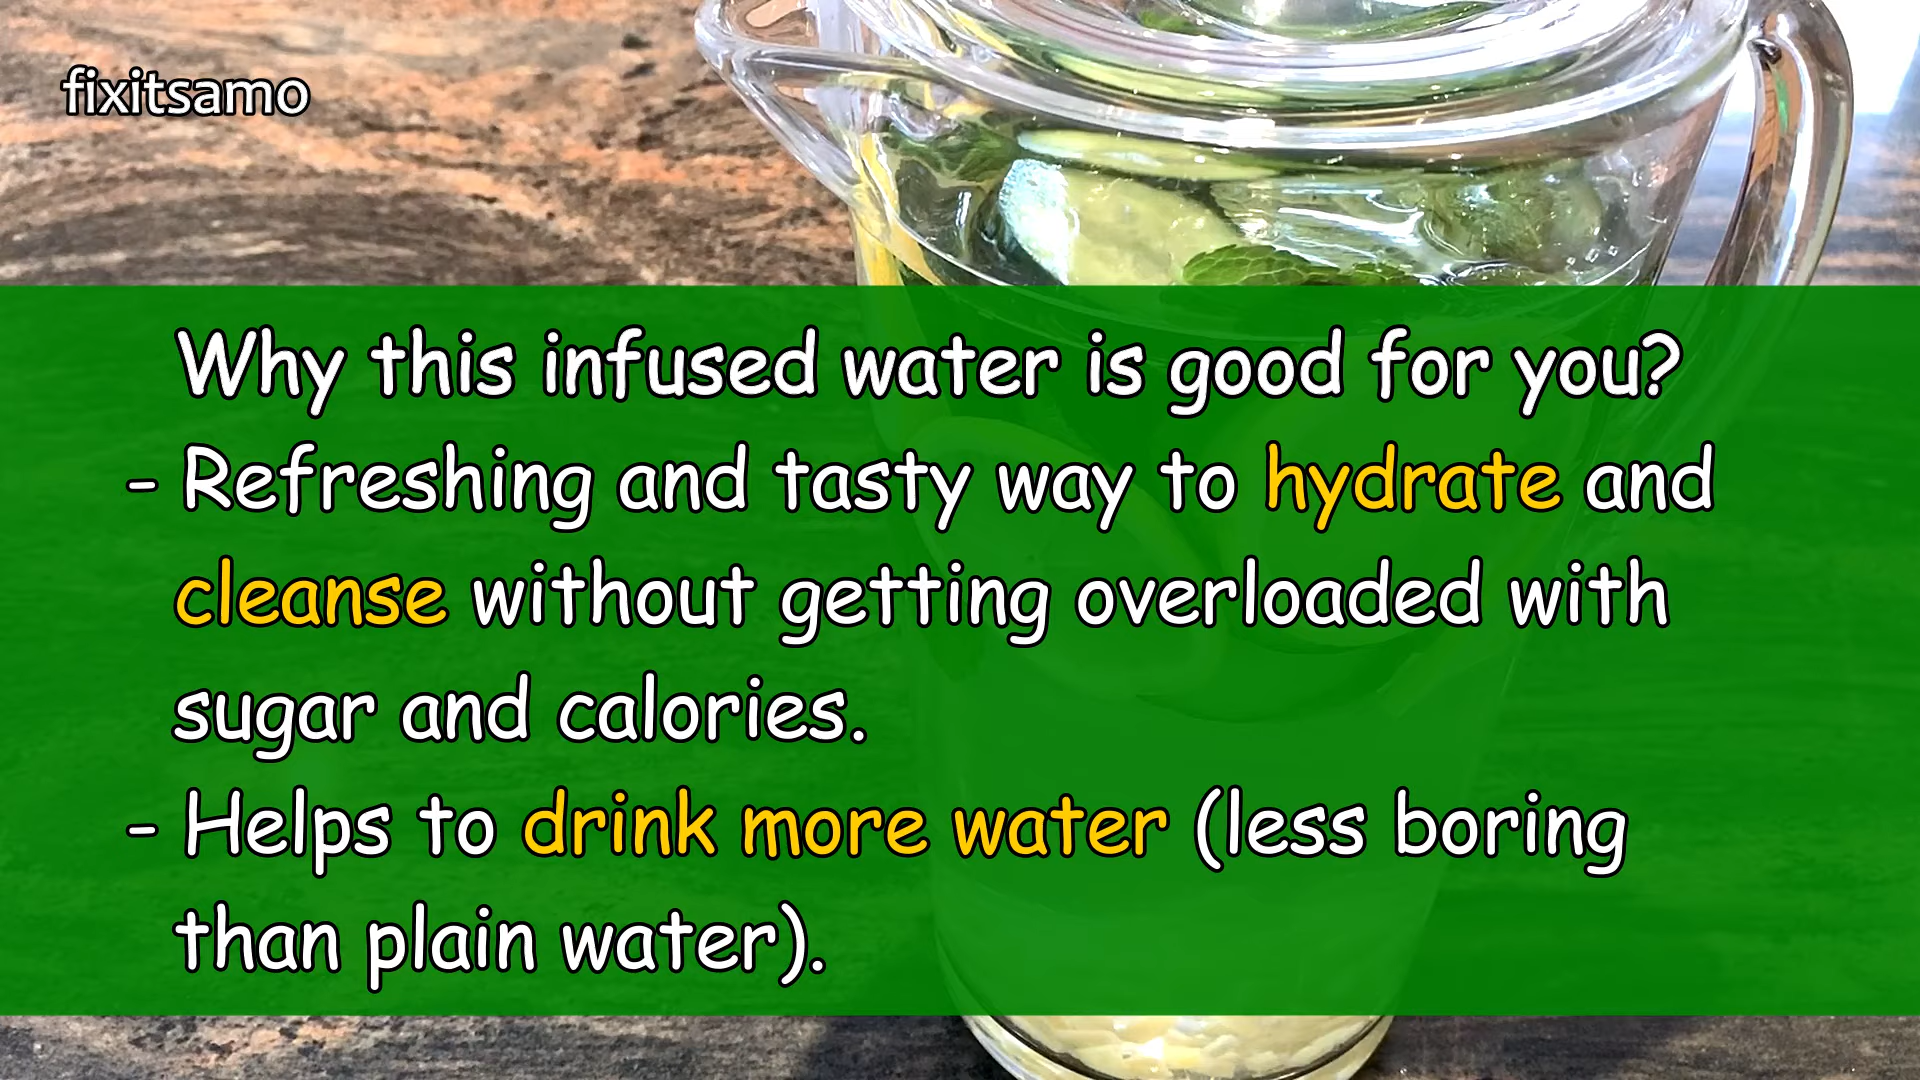 fixitsamo
Why this infused water is good for you?
- Refreshing and tasty way to hydrate and
cleanse without getting overloaded with
sugar and calories.
- Helps to drink more water (less boring
than plain water).